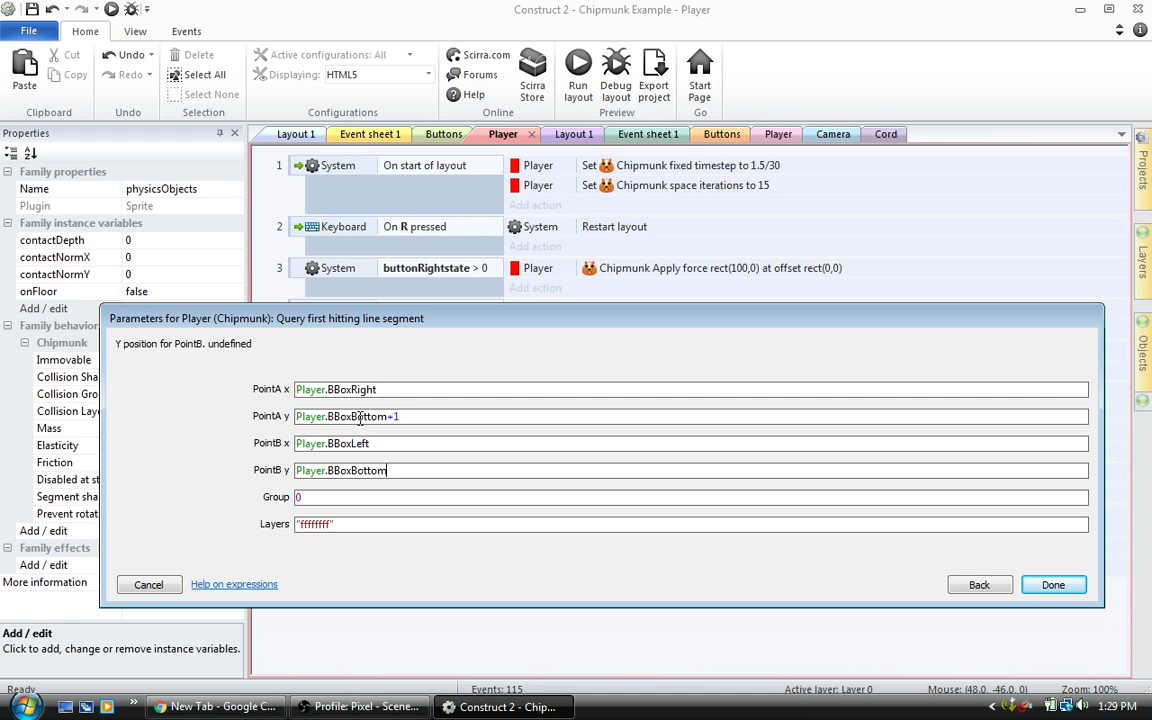 Construct 2 - Chipmunk Example - Player
File
Home
View
Events
Paste
Cut
Copy
Clipboard
Undo
Redo
Undo
Delete
Select All
Select None
Selection
Active configurations: All
Displaying: HTML5
Configurations
Scirra.com
Forums
Help
Scirra Store
Online
Run layout
Debug layout
Export project
Preview
Start Page
Go
Properties
Layout 1
Event sheet 1
Buttons
Player
Layout 1
Event sheet 1
Buttons
Player
Camera
Cord
Family properties
Name physicsObjects
Plugin Sprite
Family instance variables
contactDepth 0
contactNormX 0
contactNormY 0
onFloor false
Add / edit
Family behavior
Chipmunk
Immovable
Collision Sha
Collision Gro
Collision Laye
Mass
Elasticity
Friction
Disabled at st
Segment sha
Prevent rotat
Add / edit
Family effects
Add / edit
More information
Add / edit
Click to add, change or remove instance variables.
1 System On start of layout Player Set Chipmunk fixed timestep to 1.5/30
Player Set Chipmunk space iterations to 15
Add action
2 Keyboard On R pressed System Restart layout
Add action
3 System buttonRightstate > 0 Player Chipmunk Apply force rect(100,0) at offset rect(0,0)
Add action
Parameters for Player (Chipmunk): Query first hitting line segment
Y position for PointB. undefined
PointA x Player.BBoxRight
PointA y Player.BBoxBottom+1
PointB x Player.BBoxLeft
PointB y Player.BBoxBottom
Group 0
Layers "ffffffff"
Cancel
Help on expressions
Back
Done
Projects
Layers
Objects
Ready
Events: 115
Active layer: Layer 0
Mouse: (48.0, -46.0, 0)
Zoom: 100%
New Tab - Google C...
Profile: Pixel - Scene...
Construct 2 - Chip...
1:29 PM